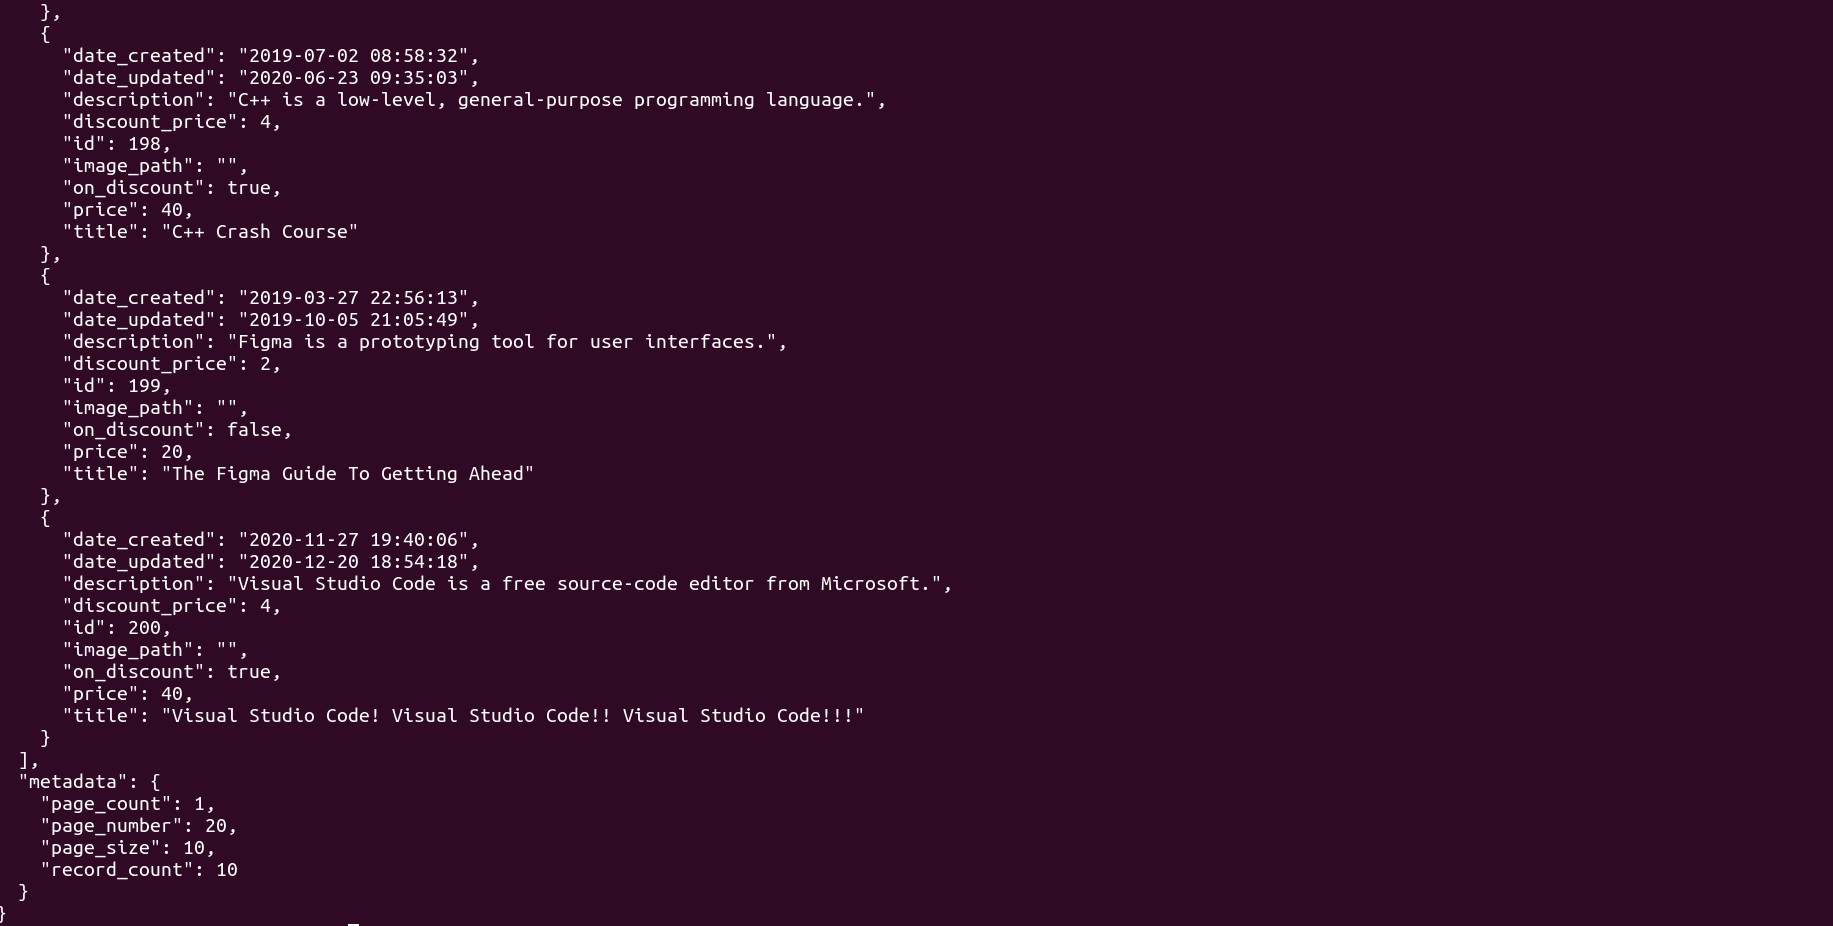 },
    {
      "date_created": "2019-07-02 08:58:32",
      "date_updated": "2020-06-23 09:35:03",
      "description": "C++ is a low-level, general-purpose programming language.",
      "discount_price": 4,
      "id": 198,
      "image_path": "",
      "on_discount": true,
      "price": 40,
      "title": "C++ Crash Course"
    },
    {
      "date_created": "2019-03-27 22:56:13",
      "date_updated": "2019-10-05 21:05:49",
      "description": "Figma is a prototyping tool for user interfaces.",
      "discount_price": 2,
      "id": 199,
      "image_path": "",
      "on_discount": false,
      "price": 20,
      "title": "The Figma Guide To Getting Ahead"
    },
    {
      "date_created": "2020-11-27 19:40:06",
      "date_updated": "2020-12-20 18:54:18",
      "description": "Visual Studio Code is a free source-code editor from Microsoft.",
      "discount_price": 4,
      "id": 200,
      "image_path": "",
      "on_discount": true,
      "price": 40,
      "title": "Visual Studio Code! Visual Studio Code!! Visual Studio Code!!!"
    }
  ],
  "metadata": {
    "page_count": 1,
    "page_number": 20,
    "page_size": 10,
    "record_count": 10
  }
}